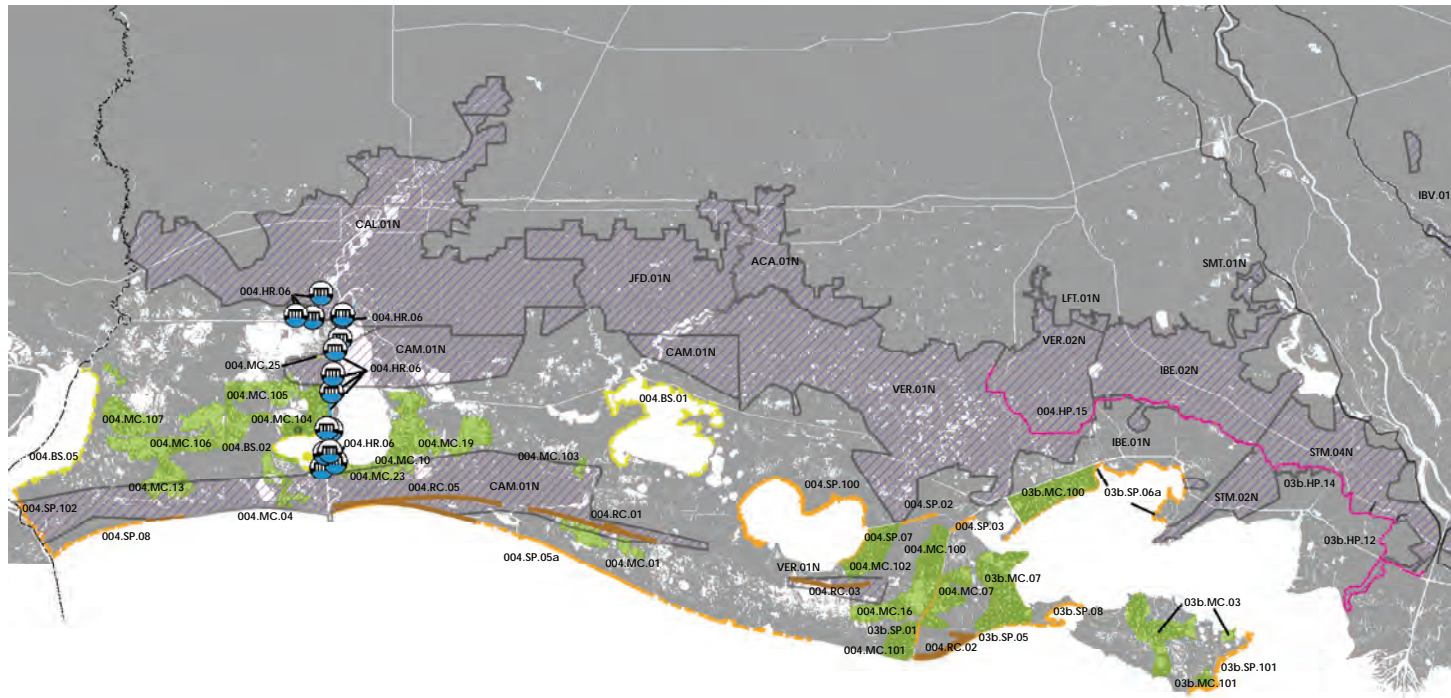 IBV.01
CAL.01N
ACA.01N
SMT.01N
JFD.01N
004.HR.06
LFT.01N
004.HR.06
VER.02N
CAM.01N
CAM.01N
004.MC.25
004.HR.06
IBE.02N
VER.01N
004.MC.105
004.BS.01
004.HP.15
004.MC.107
004.MC.104
004.MC.106
004.BS.02
004.HR.06
004.MC.19
IBE.01N
STM.04N
004.BS.05
004.MC.10
004.MC.103
004.MC.23
004.MC.13
004.RC.05
CAM.01N
004.SP.100
03b.HP.14
03b.MC.100
03b.SP.06a
STM.02N
004.SP.102
004.MC.04
004.RC.01
004.SP.02
004.SP.03
004.SP.08
004.SP.07
004.MC.100
03b.HP.12
004.SP.05a
004.MC.01
VER.01N
004.MC.102
03b.MC.07
004.RC.03
004.MC.07
03b.MC.03
004.MC.16
03b.SP.08
03b.SP.01
03b.SP.05
004.MC.101
004.RC.02
03b.SP.101
03b.MC.101